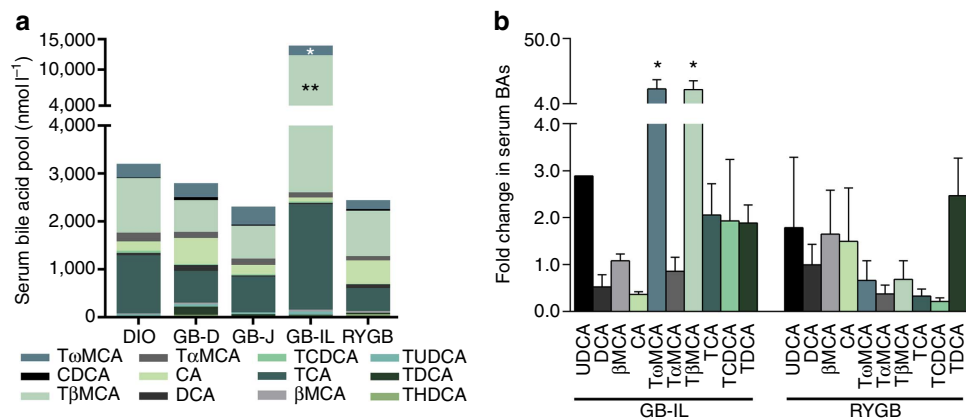 a
Serum bile acid pool (nmol l⁻¹)
15,000
10,000
4,000
4,000
3,000
2,000
1,000
0
*
**
DIO GB-D GB-J GB-IL RYGB
TωMCA TαMCA TCDCA TUDCA
CDCA CA TCA TDCA
TβMCA DCA βMCA THDCA
b
Fold change in serum BAs
50.0
4.0
4.0
3.0
2.0
1.0
0.0
* *
UDCA
DCA
βMCA
CA
TωMCA
TαMCA
TβMCA
TCA
TCDCA
TDCA
GB-IL
UDCA
DCA
βMCA
CA
TωMCA
TαMCA
TβMCA
TCA
TCDCA
TDCA
RYGB